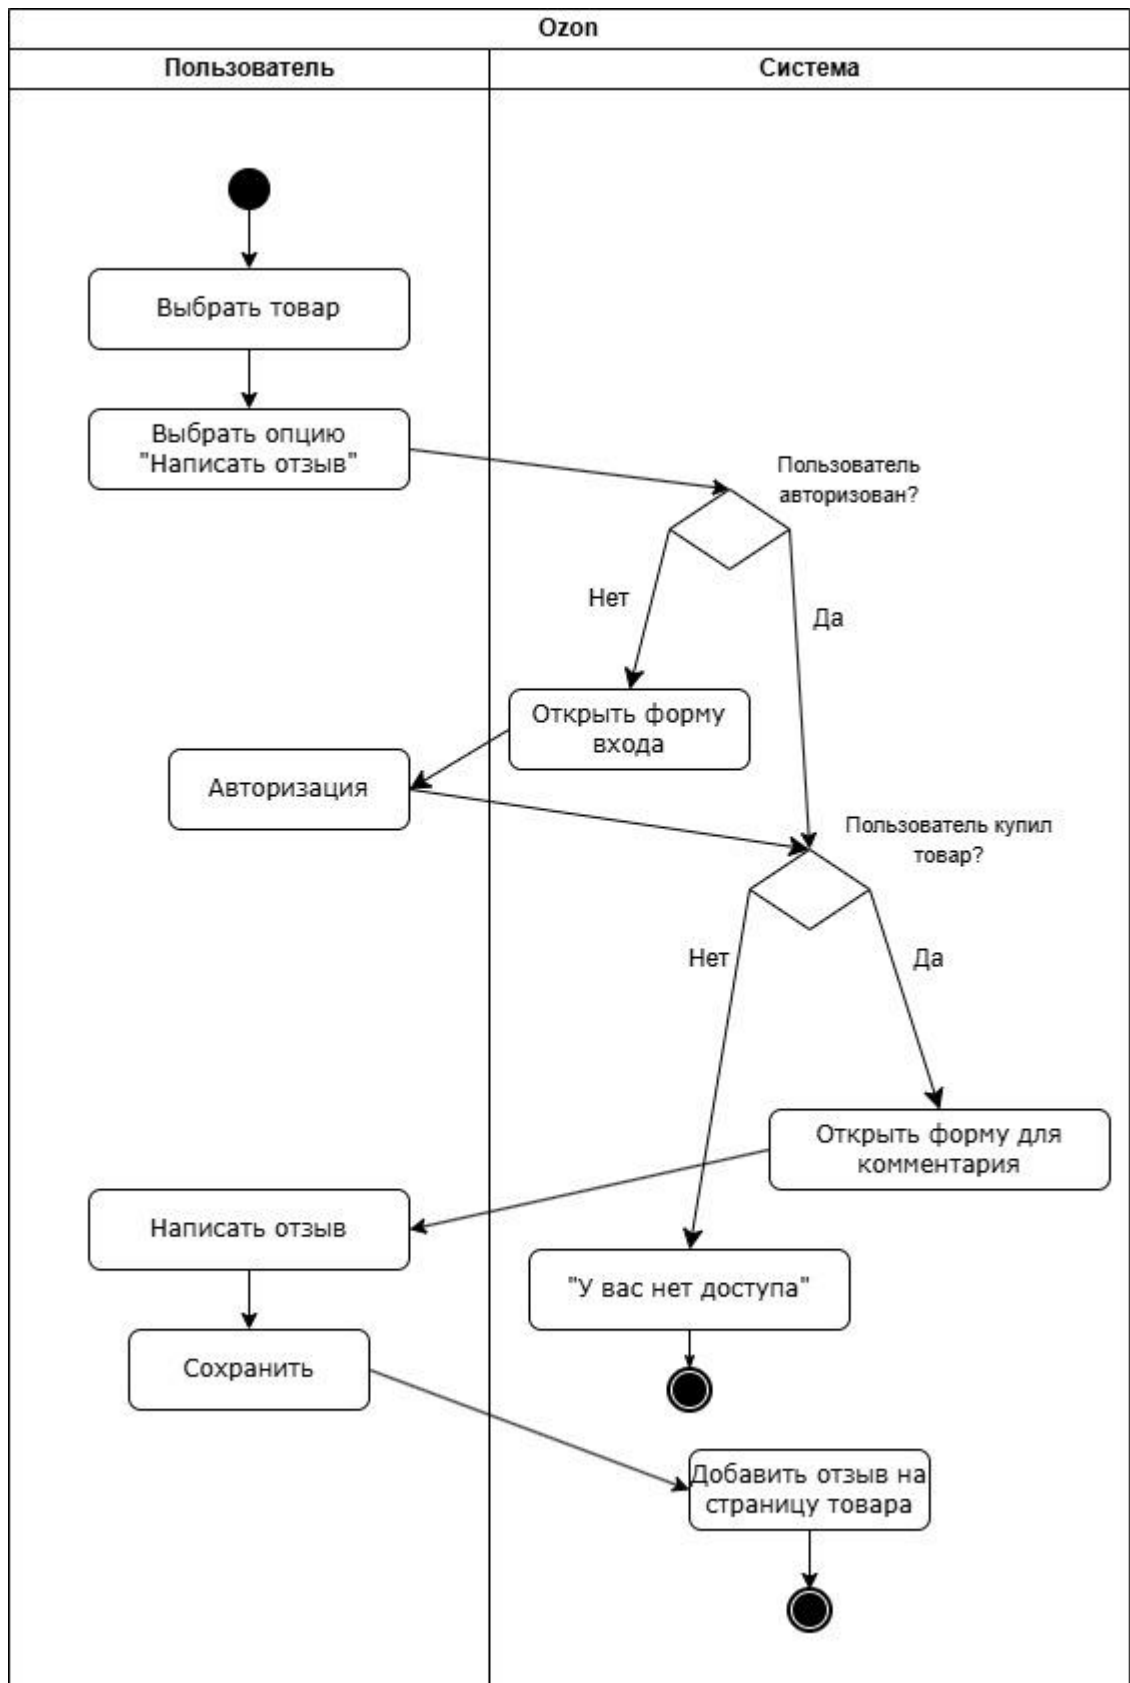 Ozon
Пользователь
Система
Выбрать товар
Выбрать опцию
"Написать отзыв"
Пользователь
авторизован?
Нет
Да
Открыть форму
входа
Авторизация
Пользователь купил
товар?
Нет
Да
Открыть форму для
комментария
Написать отзыв
"У вас нет доступа"
Сохранить
Добавить отзыв на
страницу товара